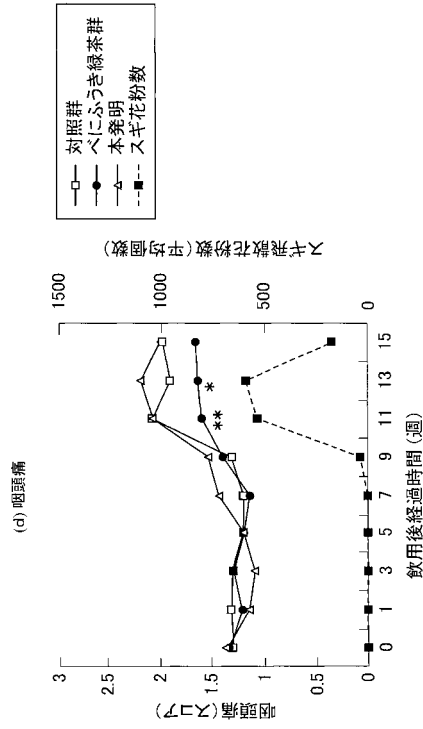 (d) 咽頭痛
対照群
べにふうき緑茶群
本発明
スギ花粉数
咽頭痛(スコア)
3
2.5
2
1.5
1
0.5
0
スギ飛散花粉数(平均個数)
1500
1000
500
0
**
*
0 1 3 5 7 9 11 13 15
飲用後経過時間(週)